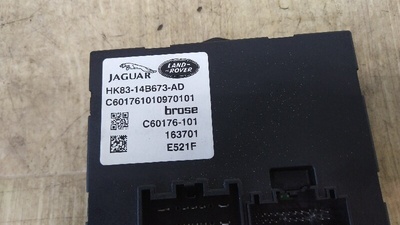 JAGUAR
LAND-
ROVER
HK83-14B673-AD
C601761010970101
brose
C60176-101
163701
E521F